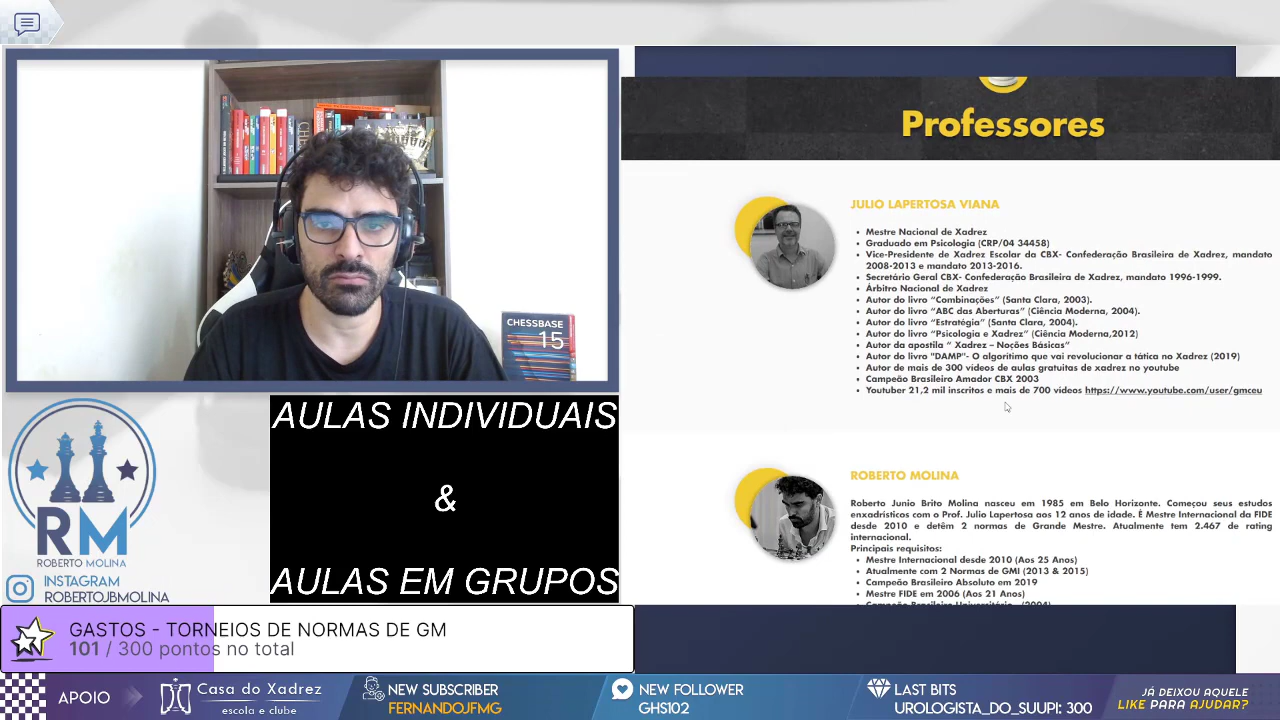 Professores
JULIO LAPERTOSA VIANA
• Mestre Nacional de Xadrez
• Graduado em Psicologia (CRP/04 34458)
• Vice-Presidente de Xadrez Escolar da CBX- Confederação Brasileira de Xadrez, mandato
2008-2013 e mandato 2013-2016.
• Secretário Geral CBX- Confederação Brasileira de Xadrez, mandato 1996-1999.
• Árbitro Nacional de Xadrez
• Autor do livro “Combinações” (Santa Clara, 2003).
• Autor do livro “ABC das Aberturas” (Ciência Moderna, 2004).
• Autor do livro “Estratégia” (Santa Clara, 2004).
• Autor do livro “Psicologia e Xadrez” (Ciência Moderna,2012)
• Autor da apostila “ Xadrez – Noções Básicas”
• Autor do livro "DAMP"- O algoritimo que vai revolucionar a tática no Xadrez (2019)
• Autor de mais de 300 videos de aulas gratuitas de xadrez no youtube
• Campeão Brasileiro Amador CBX 2003
• Youtuber 21,2 mil inscritos e mais de 700 videos https://www.youtube.com/user/gmceu
ROBERTO MOLINA
Roberto Junio Brito Molina nasceu em 1985 em Belo Horizonte. Começou seus estudos
enxadrísticos com o Prof. Julio Lapertosa aos 12 anos de idade. É Mestre Internacional da FIDE
desde 2010 e detêm 2 normas de Grande Mestre. Atualmente tem 2.467 de rating
internacional.
Principais requisitos:
• Mestre Internacional desde 2010 (Aos 25 Anos)
• Atualmente com 2 Normas de GMI (2013 & 2015)
• Campeão Brasileiro Absoluto em 2019
• Mestre FIDE em 2006 (Aos 21 Anos)
• Campeão Brasileiro Universitário (2004)
CHESSBASE
15
RM
ROBERTO MOLINA
INSTAGRAM
ROBERTOJBMOLINA
AULAS INDIVIDUAIS
&
AULAS EM GRUPOS
GASTOS - TORNEIOS DE NORMAS DE GM
101 / 300 pontos no total
APOIO
Casa do Xadrez
escola e clube
NEW SUBSCRIBER
FERNANDOJFMG
NEW FOLLOWER
GHS102
LAST BITS
UROLOGISTA_DO_SUUPI: 300
JÁ DEIXOU AQUELE
LIKE PARA AJUDAR?